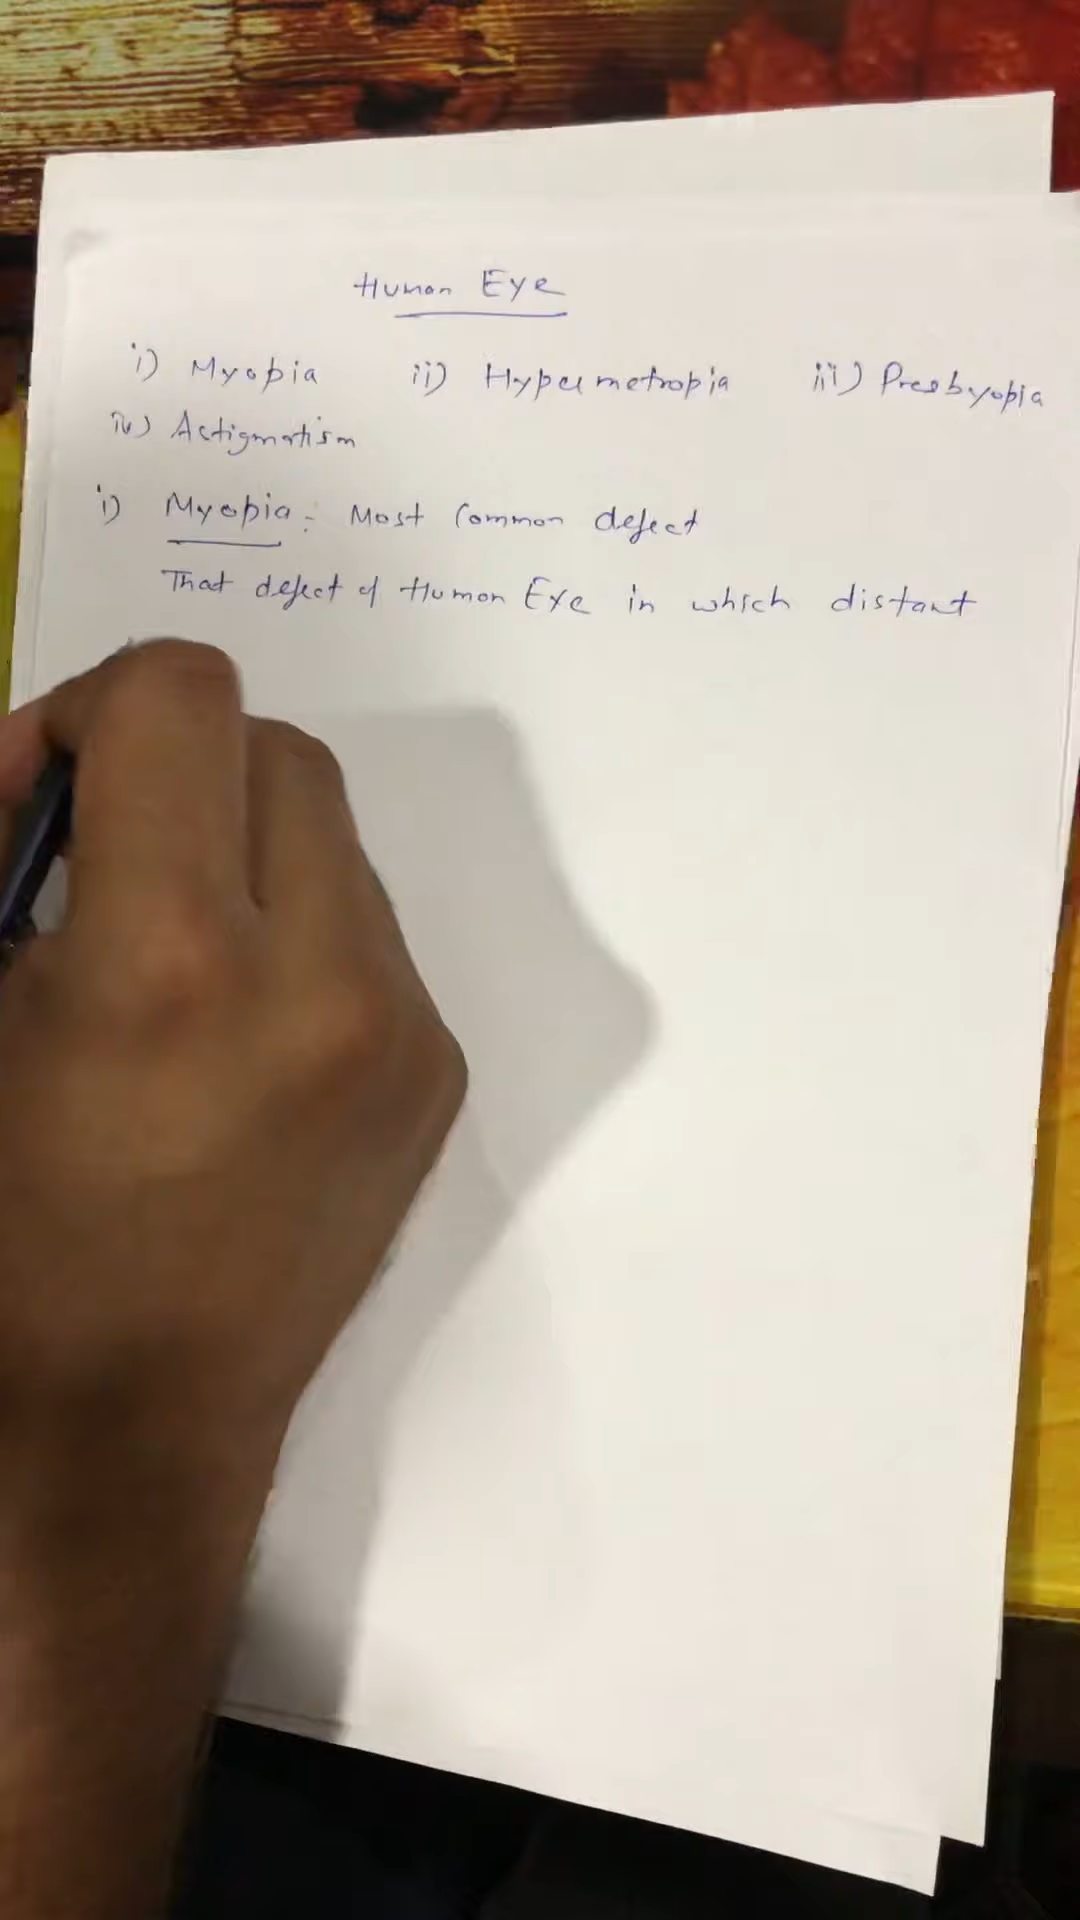 Human Eye
i) Myopia ii) Hypermetropia iii) Presbyopia
iv) Astigmatism
i) Myopia: Most Common defect
That defect of Human Eye in which distant